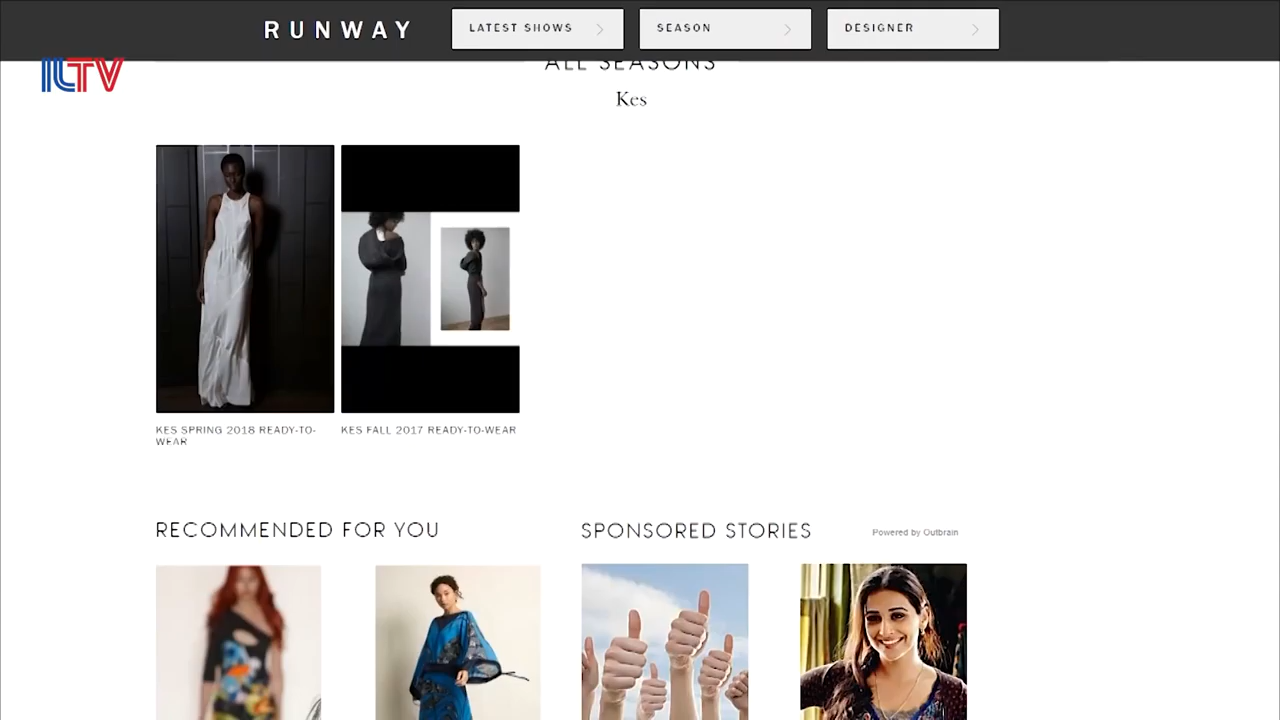 RUNWAY
LATEST SHOWS
SEASON
DESIGNER
ILTV
ALL SEASONS
Kes
KES SPRING 2018 READY-TO-
WEAR
KES FALL 2017 READY-TO-WEAR
RECOMMENDED FOR YOU
SPONSORED STORIES
Powered by Outbrain